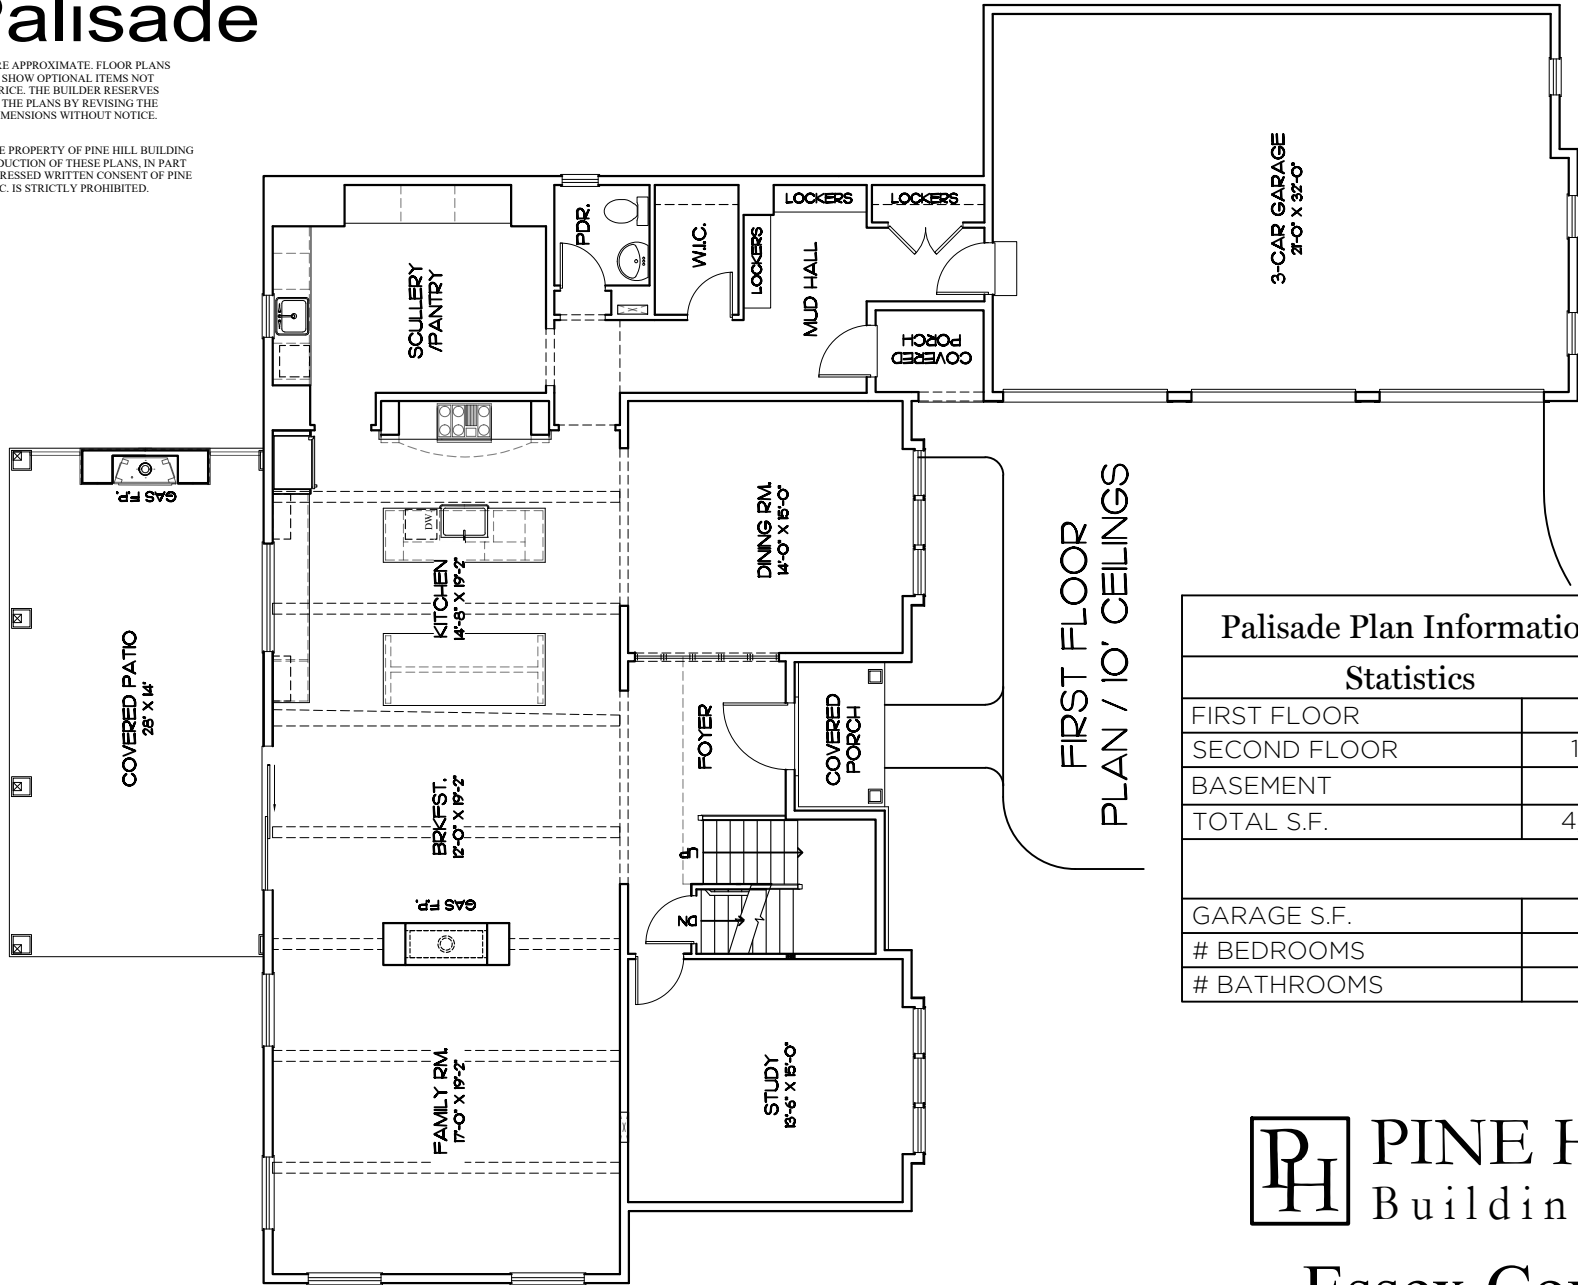 Palisade
RE APPROXIMATE. FLOOR PLANS
SHOW OPTIONAL ITEMS NOT
RICE. THE BUILDER RESERVES
THE PLANS BY REVISING THE
MENSIONS WITHOUT NOTICE.
E PROPERTY OF PINE HILL BUILDING
DUCTION OF THESE PLANS, IN PART
RESSED WRITTEN CONSENT OF PINE
C. IS STRICTLY PROHIBITED.
3-CAR GARAGE
21'-0" X 32'-0"
LOCKERS
LOCKERS
LOCKERS
PDR.
W.I.C.
MUD HALL
SCULLERY
/PANTRY
COVERED
PORCH
GAS F.P.
COVERED PATIO
28' X 14'
DW
KITCHEN
14'-8" X 19'-2"
DINING RM.
14'-0" X 15'-0"
FIRST FLOOR
PLAN / 10' CEILINGS
FOYER
COVERED
PORCH
BRKFST.
12'-0" X 19'-2"
UP
DN
GAS F.P.
FAMILY RM.
17'-0" X 19'-2"
STUDY
13'-6" X 15'-0"
Palisade Plan Informatio
Statistics
FIRST FLOOR
SECOND FLOOR 1
BASEMENT
TOTAL S.F. 4
GARAGE S.F.
# BEDROOMS
# BATHROOMS
PH
PINE H
Buildin